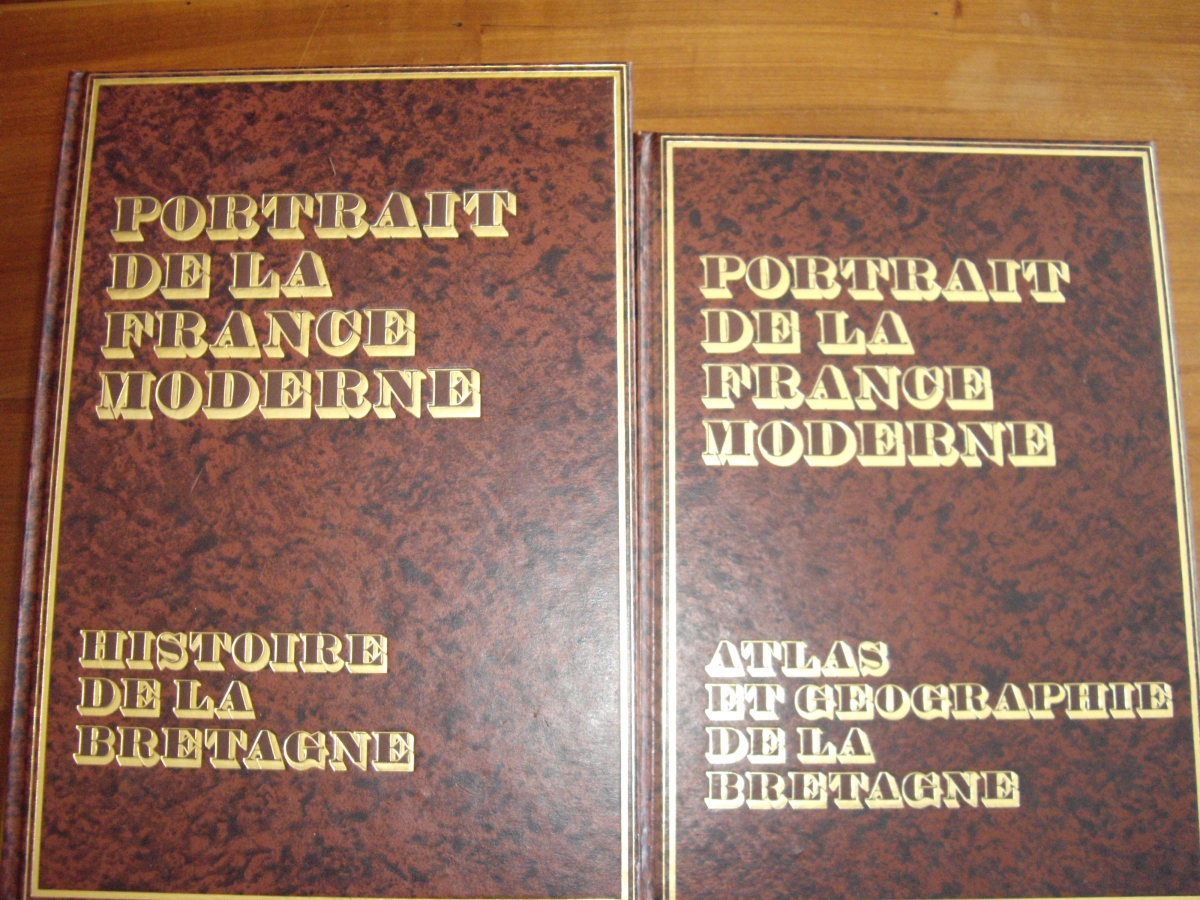 PORTRAIT
DE LA
FRANCE
MODERNE
HISTOIRE
DE LA
BRETAGNE
PORTRAIT
DE LA
FRANCE
MODERNE
ATLAS
ET GEOGRAPHIE
DE LA
BRETAGNE